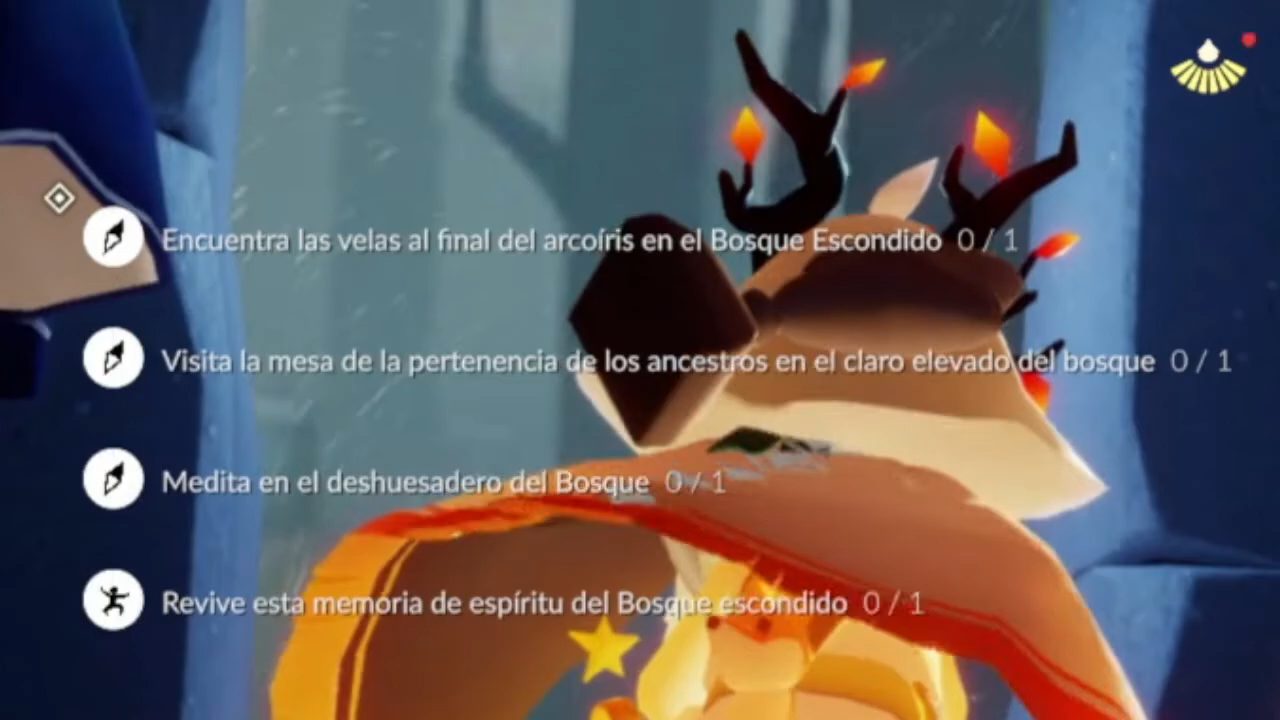 Encuentra las velas al final del arcoíris en el Bosque Escondido 0 / 1
Visita la mesa de la pertenencia de los ancestros en el claro elevado del bosque 0 / 1
Medita en el deshuesadero del Bosque 0 / 1
Revive esta memoria de espíritu del Bosque escondido 0 / 1